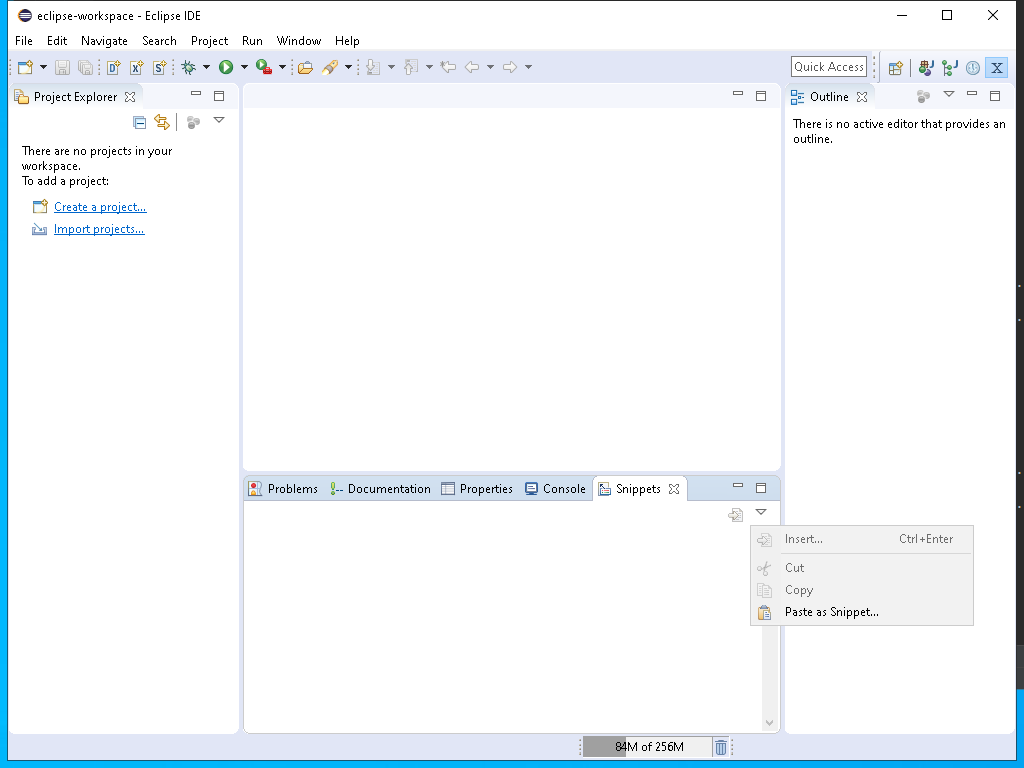 eclipse-workspace - Eclipse IDE
File Edit Navigate Search Project Run Window Help
Quick Access
Project Explorer
There are no projects in your
workspace.
To add a project:
Create a project...
Import projects...
Outline
There is no active editor that provides an
outline.
Problems Documentation Properties Console Snippets
Insert... Ctrl+Enter
Cut
Copy
Paste as Snippet...
84M of 256M